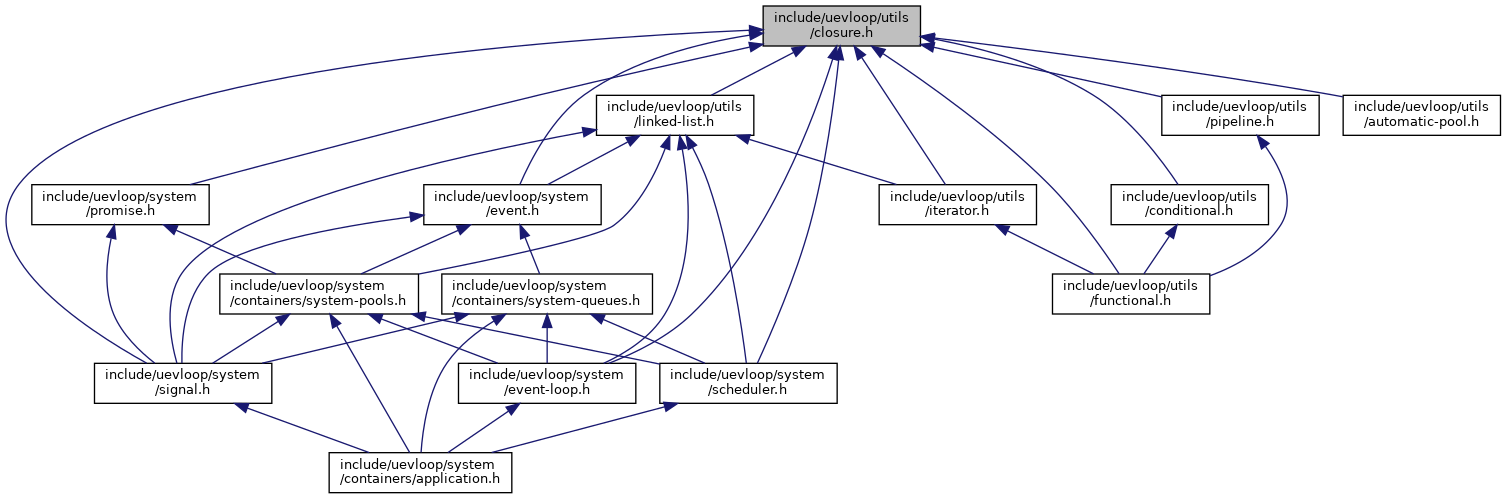 include/uevloop/utils
/closure.h
include/uevloop/utils
/linked-list.h
include/uevloop/utils
/pipeline.h
include/uevloop/utils
/automatic-pool.h
include/uevloop/system
/promise.h
include/uevloop/system
/event.h
include/uevloop/utils
/iterator.h
include/uevloop/utils
/conditional.h
include/uevloop/system
/containers/system-pools.h
include/uevloop/system
/containers/system-queues.h
include/uevloop/utils
/functional.h
include/uevloop/system
/signal.h
include/uevloop/system
/event-loop.h
include/uevloop/system
/scheduler.h
include/uevloop/system
/containers/application.h